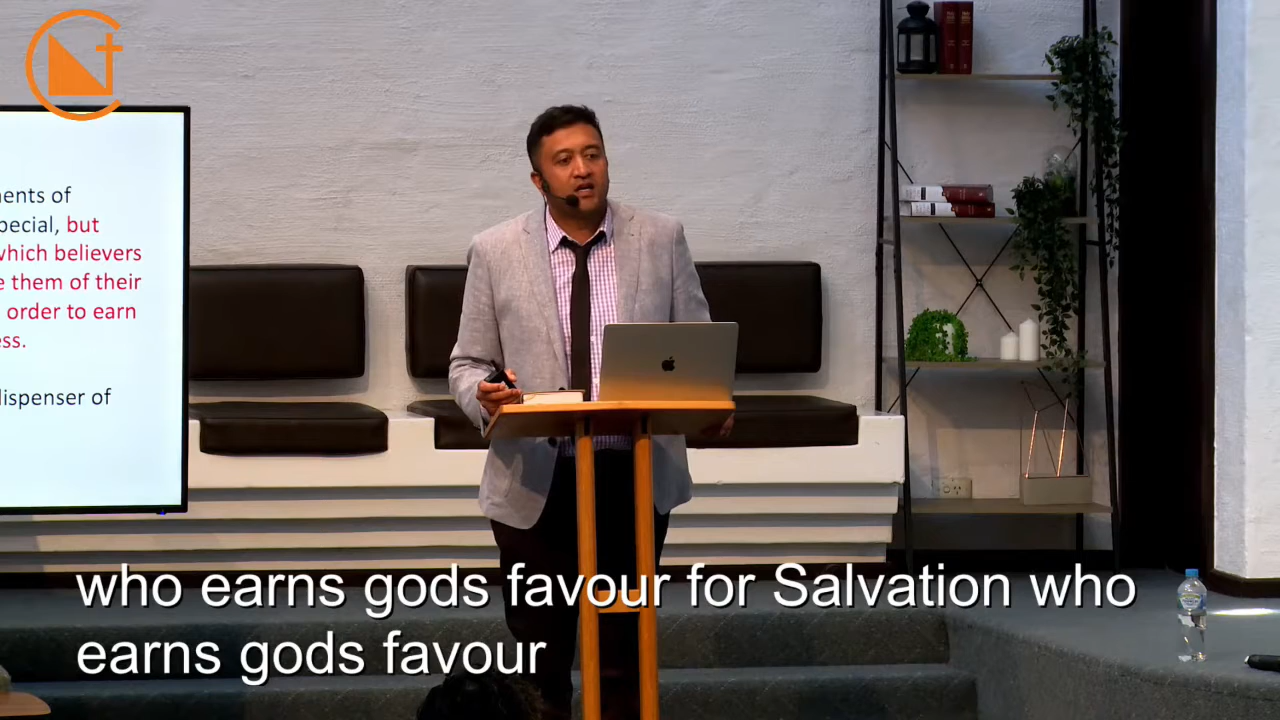 ents of
pecial, but
which believers
e them of their
order to earn
ess.
dispenser of
who earns gods favour for Salvation who
earns gods favour